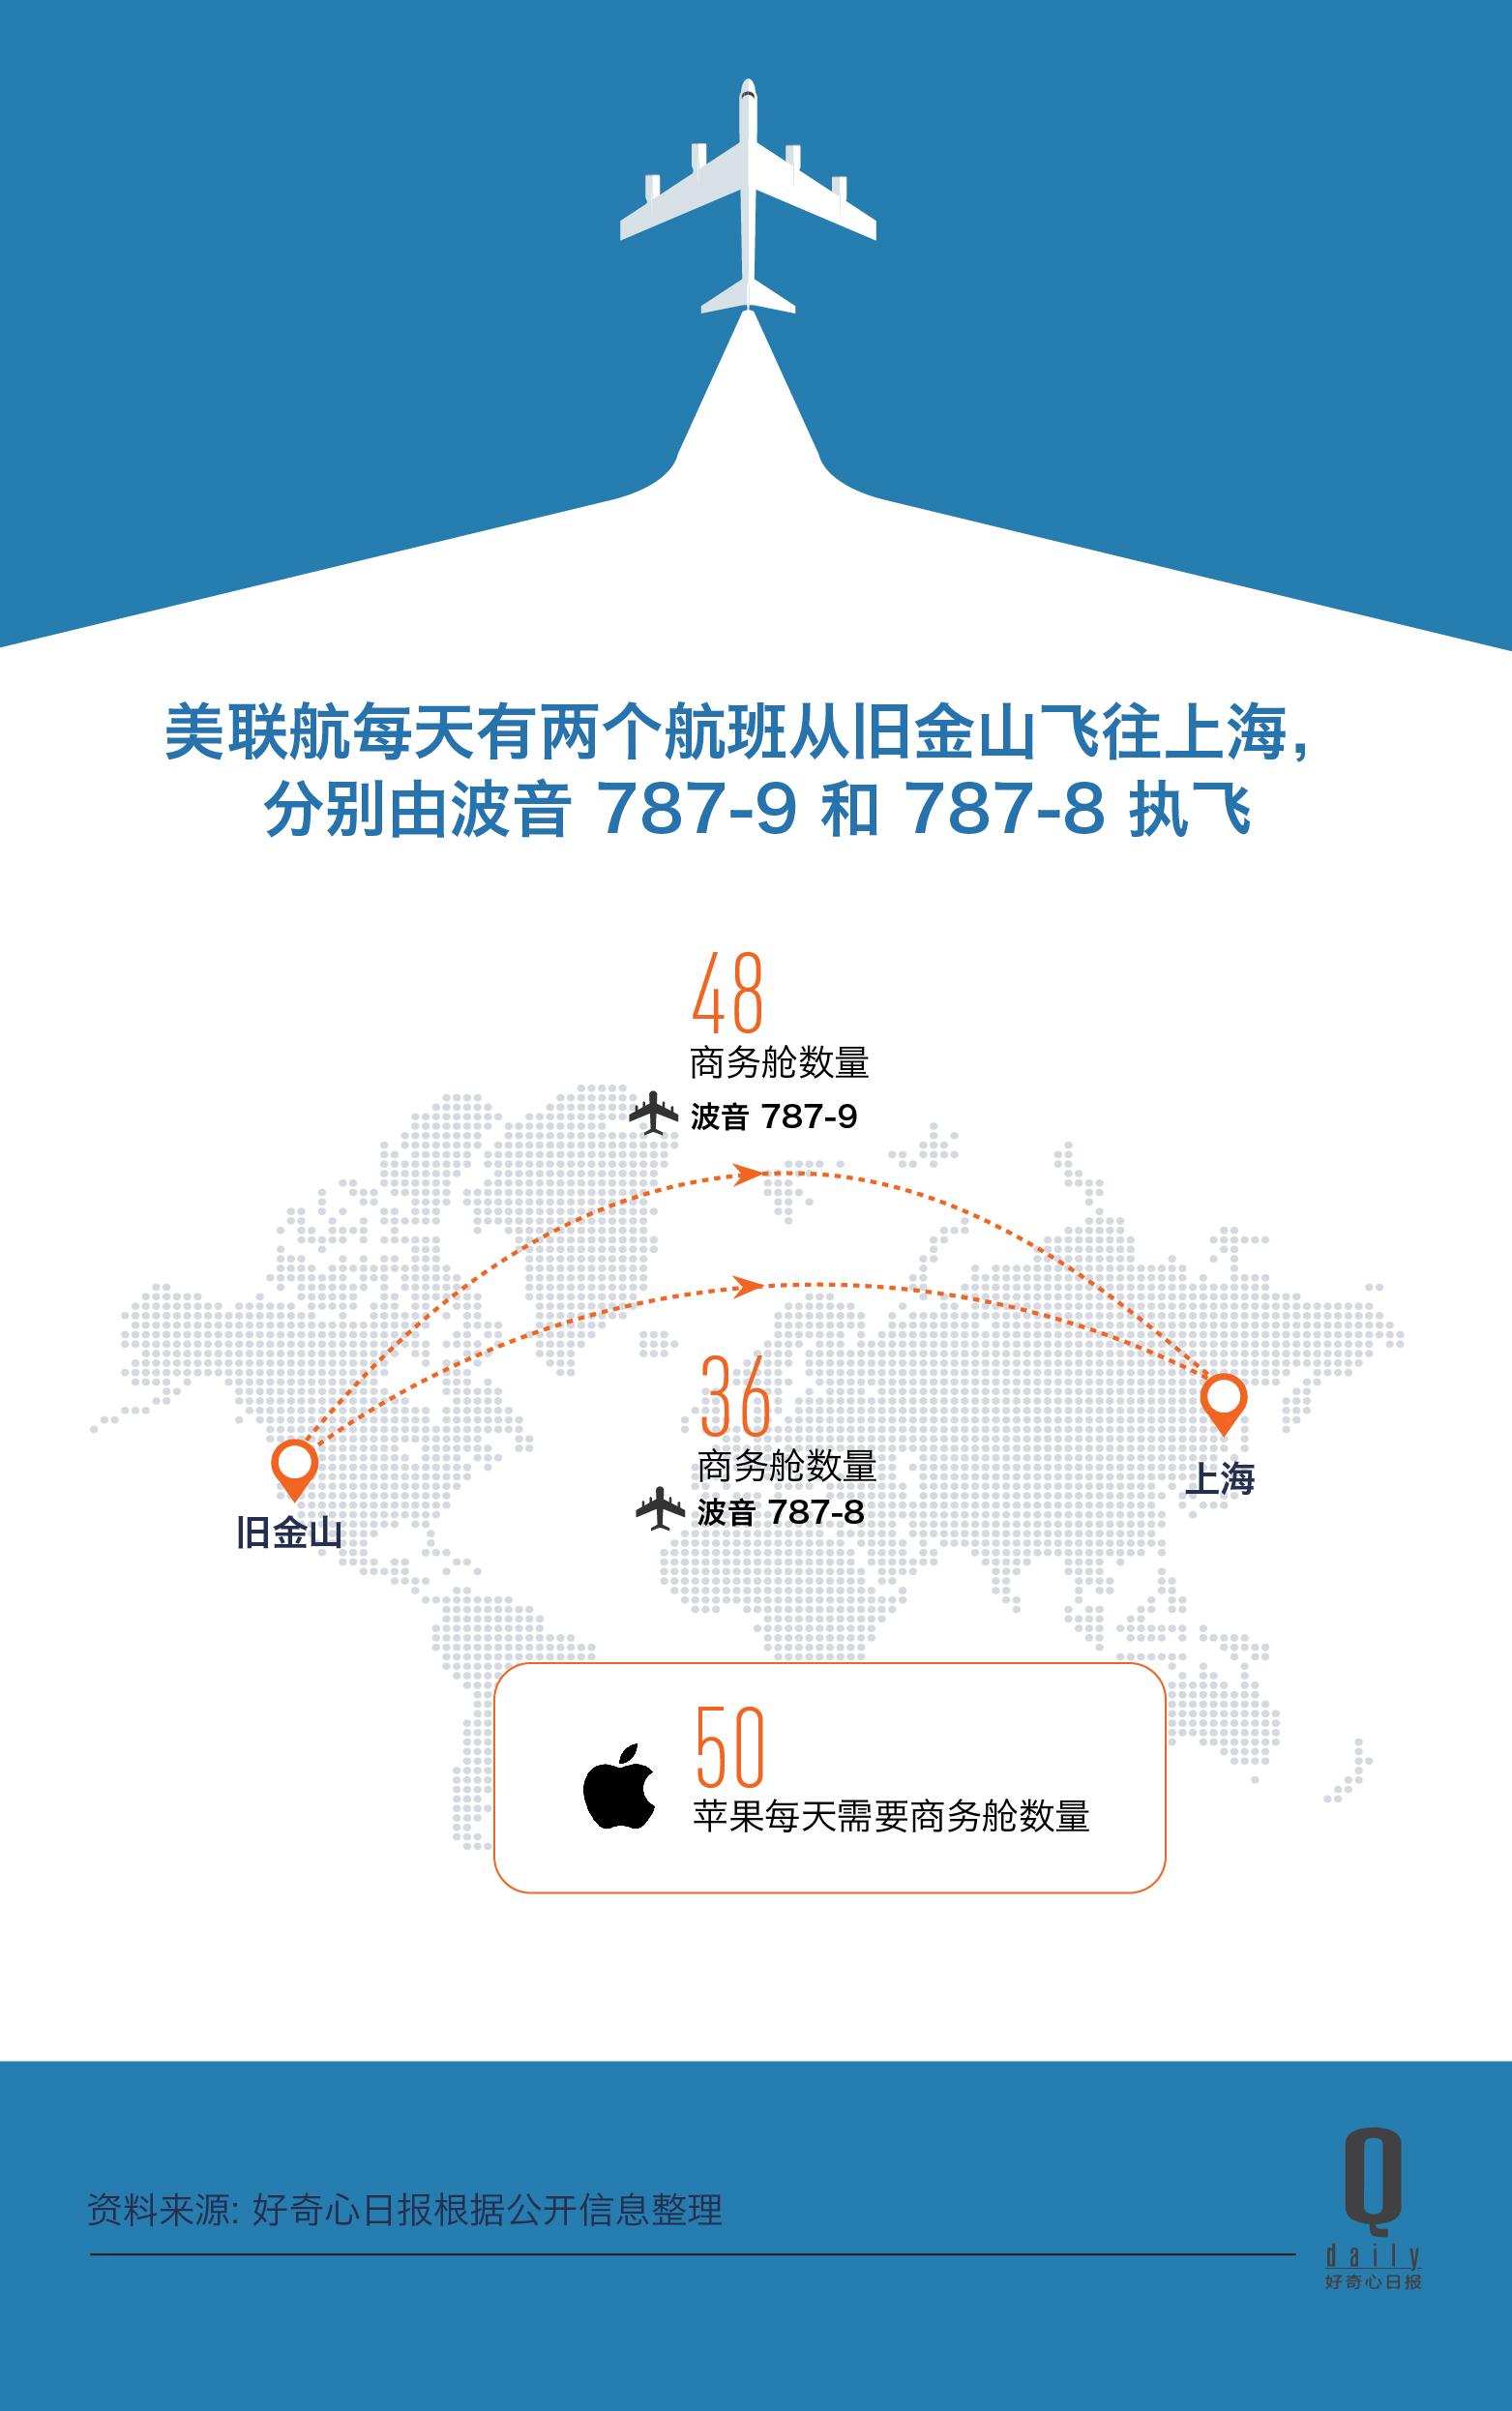 美联航每天有两个航班从旧金山飞往上海,
分别由波音 787-9 和 787-8 执飞
48
商务舱数量
波音 787-9
36
商务舱数量
波音 787-8
上海
旧金山
50
苹果每天需要商务舱数量
资料来源: 好奇心日报根据公开信息整理
Q
daily
好奇心日报